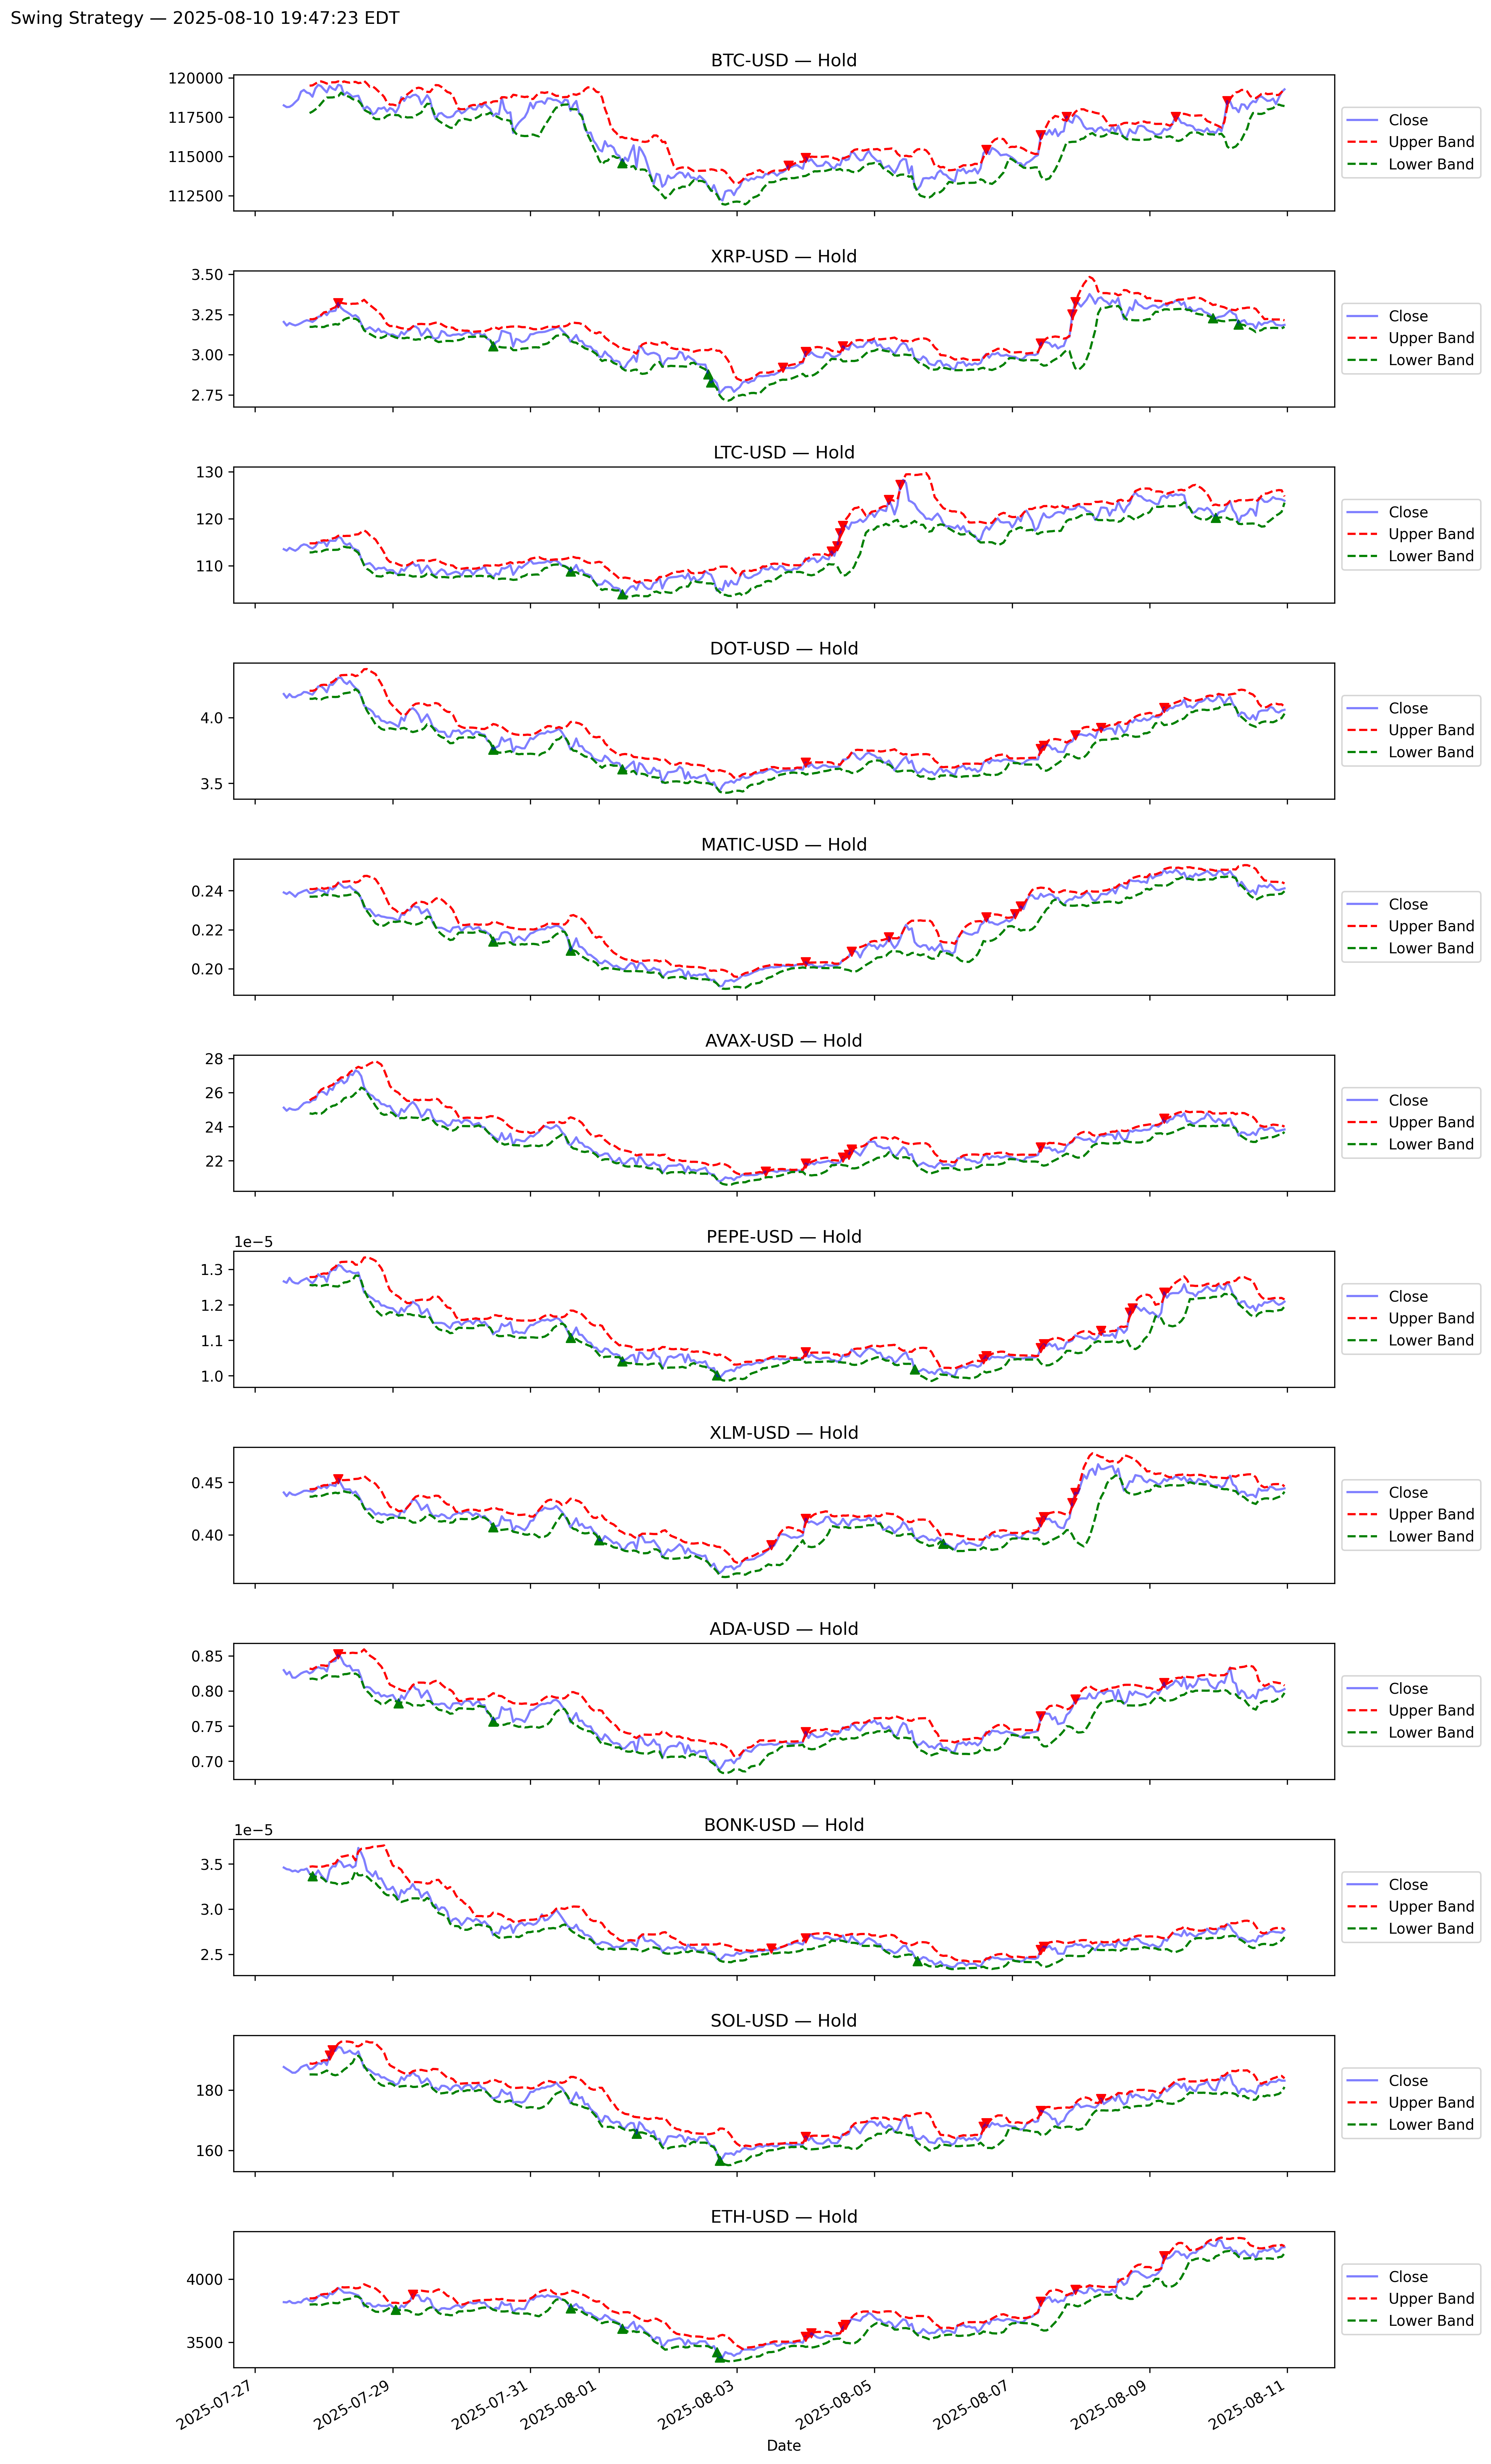 Swing Strategy — 2025-08-10 19:47:23 EDT
BTC-USD — Hold
120000
117500
115000
112500
Close
Upper Band
Lower Band
XRP-USD — Hold
3.50
3.25
3.00
2.75
Close
Upper Band
Lower Band
LTC-USD — Hold
130
120
110
Close
Upper Band
Lower Band
DOT-USD — Hold
4.0
3.5
Close
Upper Band
Lower Band
MATIC-USD — Hold
0.24
0.22
0.20
Close
Upper Band
Lower Band
AVAX-USD — Hold
28
26
24
22
Close
Upper Band
Lower Band
PEPE-USD — Hold
1e−5
1.3
1.2
1.1
1.0
Close
Upper Band
Lower Band
XLM-USD — Hold
0.45
0.40
Close
Upper Band
Lower Band
ADA-USD — Hold
0.85
0.80
0.75
0.70
Close
Upper Band
Lower Band
BONK-USD — Hold
1e−5
3.5
3.0
2.5
Close
Upper Band
Lower Band
SOL-USD — Hold
180
160
Close
Upper Band
Lower Band
ETH-USD — Hold
4000
3500
Close
Upper Band
Lower Band
2025-07-27
2025-07-29
2025-07-31
2025-08-01
2025-08-03
2025-08-05
2025-08-07
2025-08-09
2025-08-11
Date